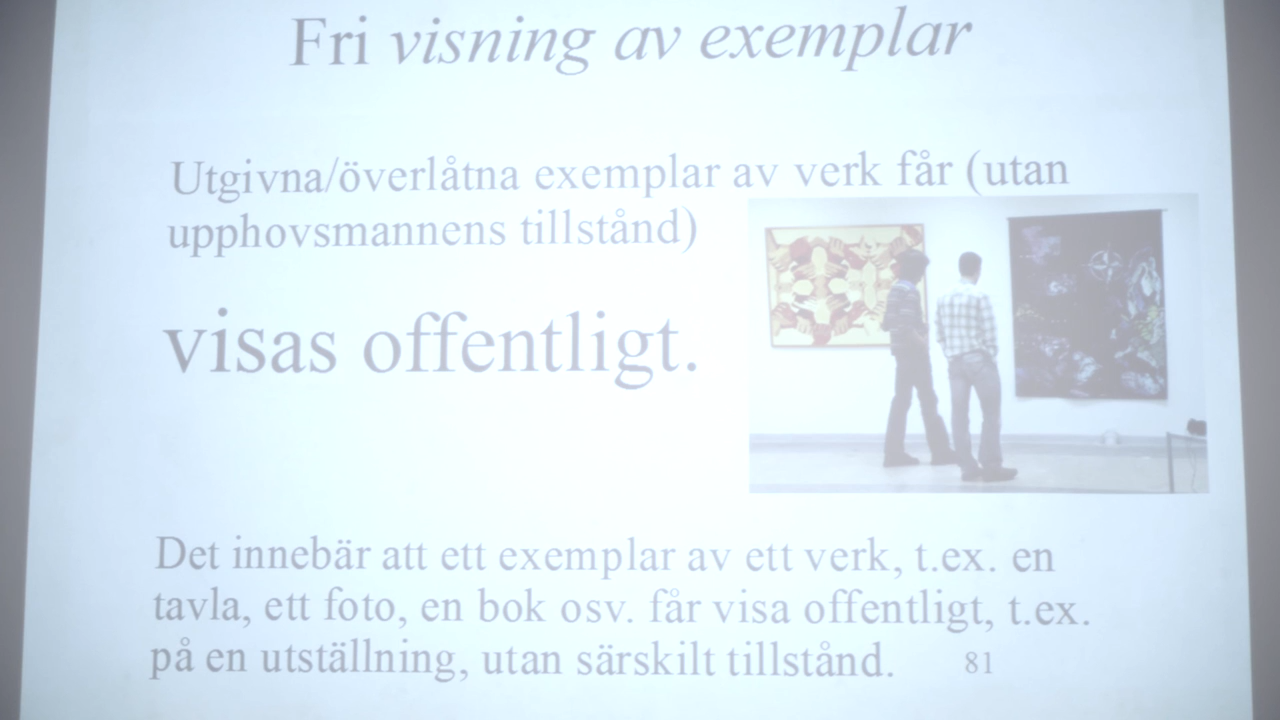 Fri visning av exemplar
Utgivna/överlåtna exemplar av verk får (utan
upphovsmannens tillstånd)
visas offentligt.
Det innebär att ett exemplar av ett verk, t.ex. en
tavla, ett foto, en bok osv. får visa offentligt, t.ex.
på en utställning, utan särskilt tillstånd.
81